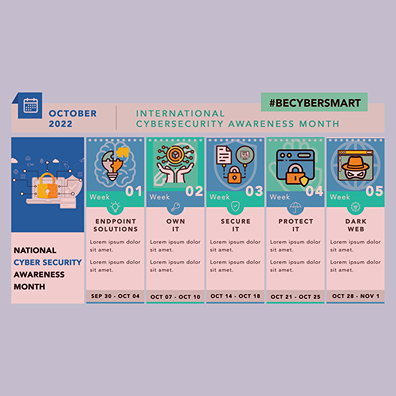 #BECYBERSMART
OCTOBER
2022
INTERNATIONAL
CYBERSECURITY AWARENESS MONTH
NATIONAL
CYBER SECURITY
AWARENESS
MONTH
Week 01
ENDPOINT
SOLUTIONS
Lorem ipsum dolor
sit amet.
Lorem ipsum dolor
sit amet.
SEP 30 - OCT 04
Week 02
OWN
IT
Lorem ipsum dolor
sit amet.
Lorem ipsum dolor
sit amet.
OCT 07 - OCT 10
Week 03
SECURE
IT
Lorem ipsum dolor
sit amet.
Lorem ipsum dolor
sit amet.
OCT 14 - OCT 18
Week 04
PROTECT
IT
Lorem ipsum dolor
sit amet.
Lorem ipsum dolor
sit amet.
OCT 21 - OCT 25
Week 05
DARK
WEB
Lorem ipsum dolor
sit amet.
Lorem ipsum dolor
sit amet.
OCT 28 - NOV 1